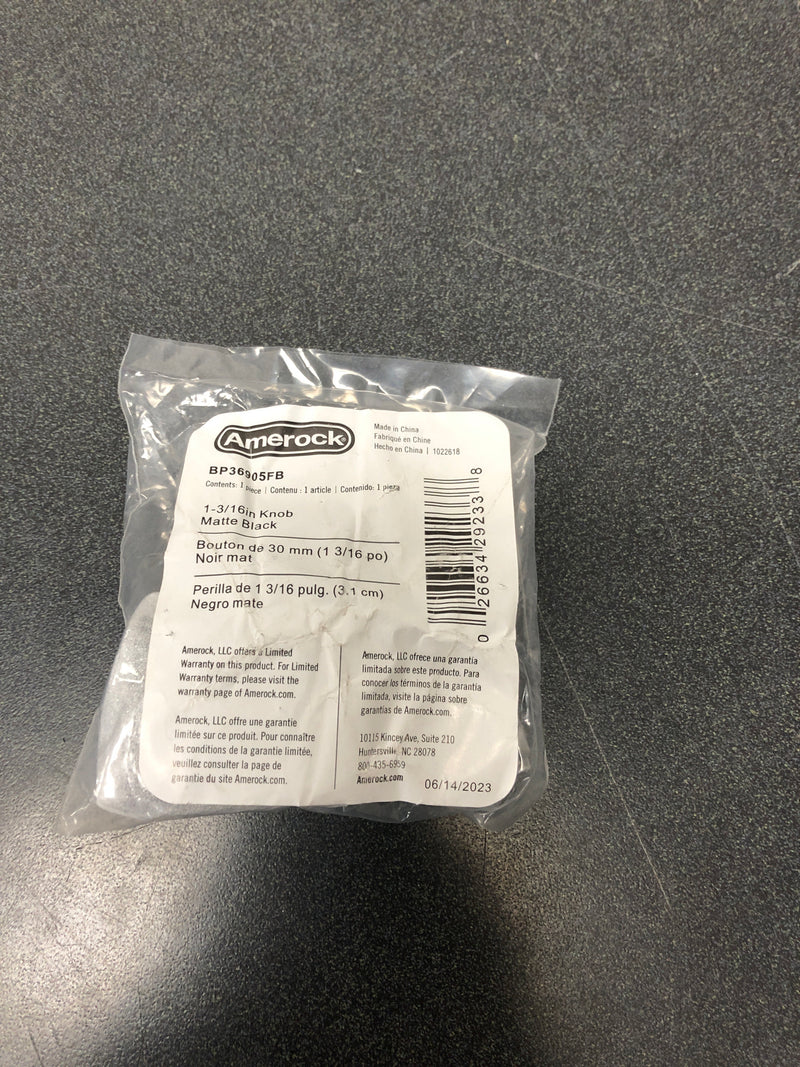 Amerock
Made in China
Fabriqué en Chine
Hecho en China | 1022618
BP36905FB
Contents: 1 piece | Contenu : 1 article | Contenido: 1 pieza
1-3/16in Knob
Matte Black
Bouton de 30 mm (1 3/16 po)
Noir mat
Perilla de 1 3/16 pulg. (3.1 cm)
Negro mate
0 26634 29233 8
Amerock, LLC offers a Limited
Warranty on this product. For Limited
Warranty terms, please visit the
warranty page of Amerock.com.
Amerock, LLC offre une garantie
limitée sur ce produit. Pour connaître
les conditions de la garantie limitée,
veuillez consulter la page de
garantie du site Amerock.com.
Amerock, LLC ofrece una garantía
limitada sobre este producto. Para
conocer los términos de la garantía
limitada, visite la página sobre
garantías de Amerock.com.
10115 Kincey Ave, Suite 210
Huntersville, NC 28078
800-435-6959
Amerock.com
06/14/2023